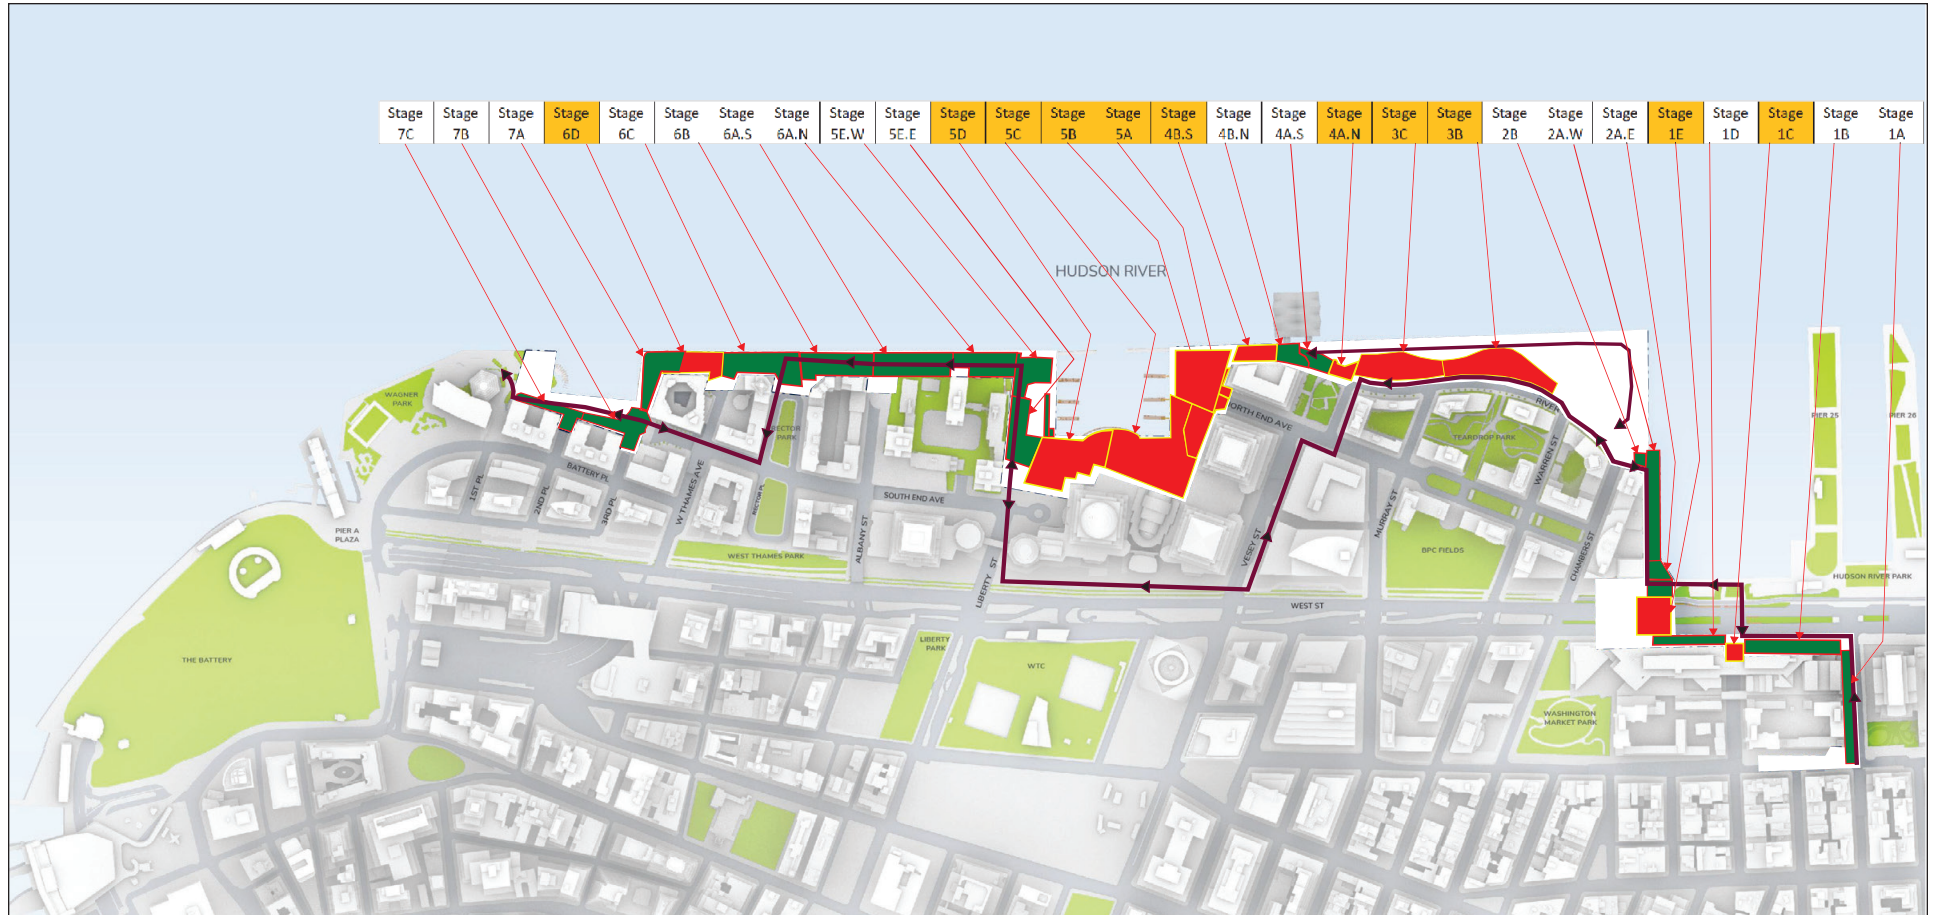 Stage 7C
Stage 7B
Stage 7A
Stage 6D
Stage 6C
Stage 6B
Stage 6A.S
Stage 6A.N
Stage 5E.W
Stage 5E.E
Stage 5D
Stage 5C
Stage 5B
Stage 5A
Stage 4B.S
Stage 4B.N
Stage 4A.S
Stage 4A.N
Stage 3C
Stage 3B
Stage 2B
Stage 2A.W
Stage 2A.E
Stage 1E
Stage 1D
Stage 1C
Stage 1B
Stage 1A
HUDSON RIVER
WAGNER
PARK
RECTOR
PARK
ORTH END AVE
RIVER
TEARDROP PARK
WARREN ST
PIER 25
PIER 26
1ST PL
2ND PL
BATTERY PL
3RD PL
W THAMES AVE
RECTOR PL
SOUTH END AVE
ALBANY ST
WEST THAMES PARK
LIBERTY ST
VESEY ST
MURRAY ST
BPC FIELDS
CHAMBERS ST
HUDSON RIVER PARK
PIER A
PLAZA
WEST ST
THE BATTERY
LIBERTY
PARK
WTC
WASHINGTON
MARKET PARK